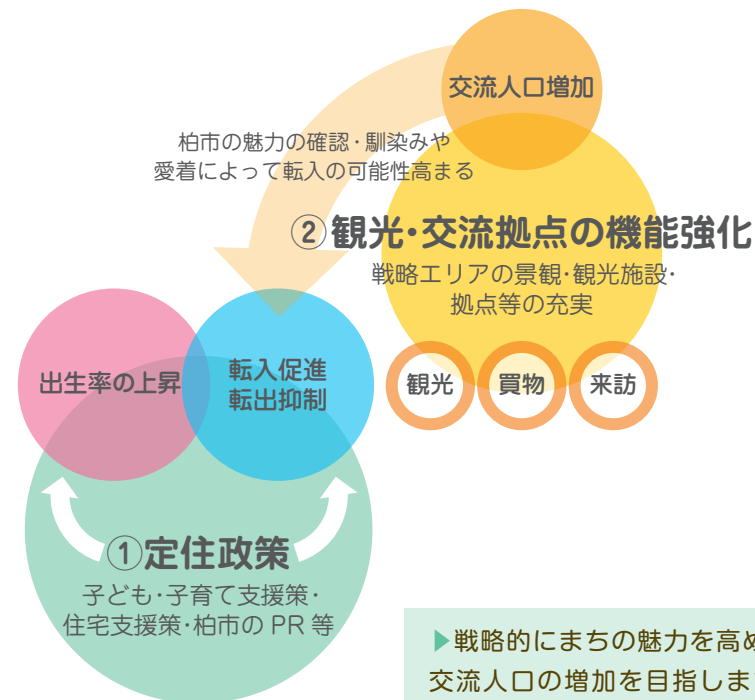 交流人口増加
柏市の魅力の確認・馴染みや
愛着によって転入の可能性高まる
②観光・交流拠点の機能強化
戦略エリアの景観・観光施設・
拠点等の充実
出生率の上昇
転入促進
転出抑制
観光
買物
来訪
①定住政策
子ども・子育て支援策・
住宅支援策・柏市の PR 等
▶戦略的にまちの魅力を高め
交流人口の増加を目指しま